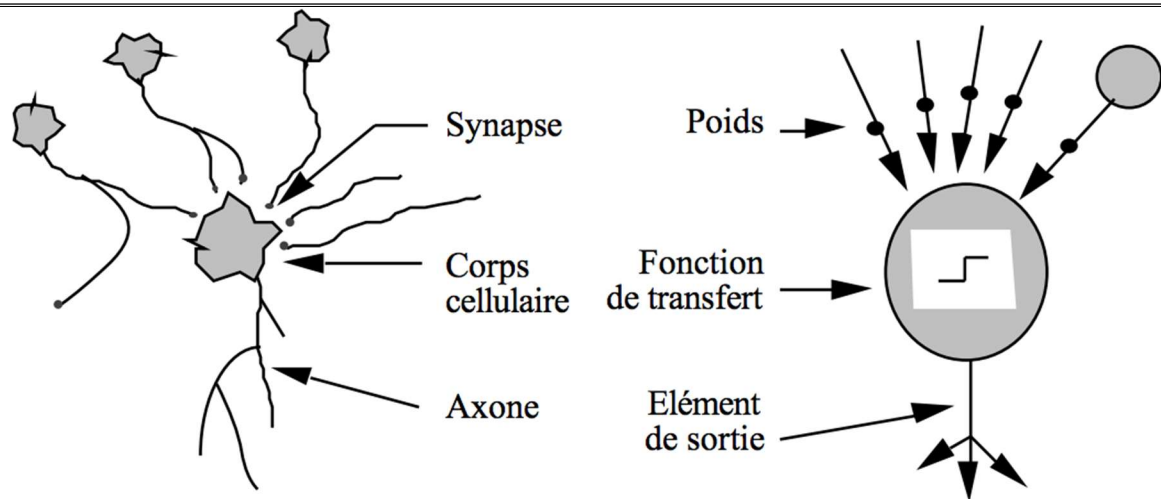 Synapse
Corps
cellulaire
Axone
Poids
Fonction
de transfert
Elément
de sortie